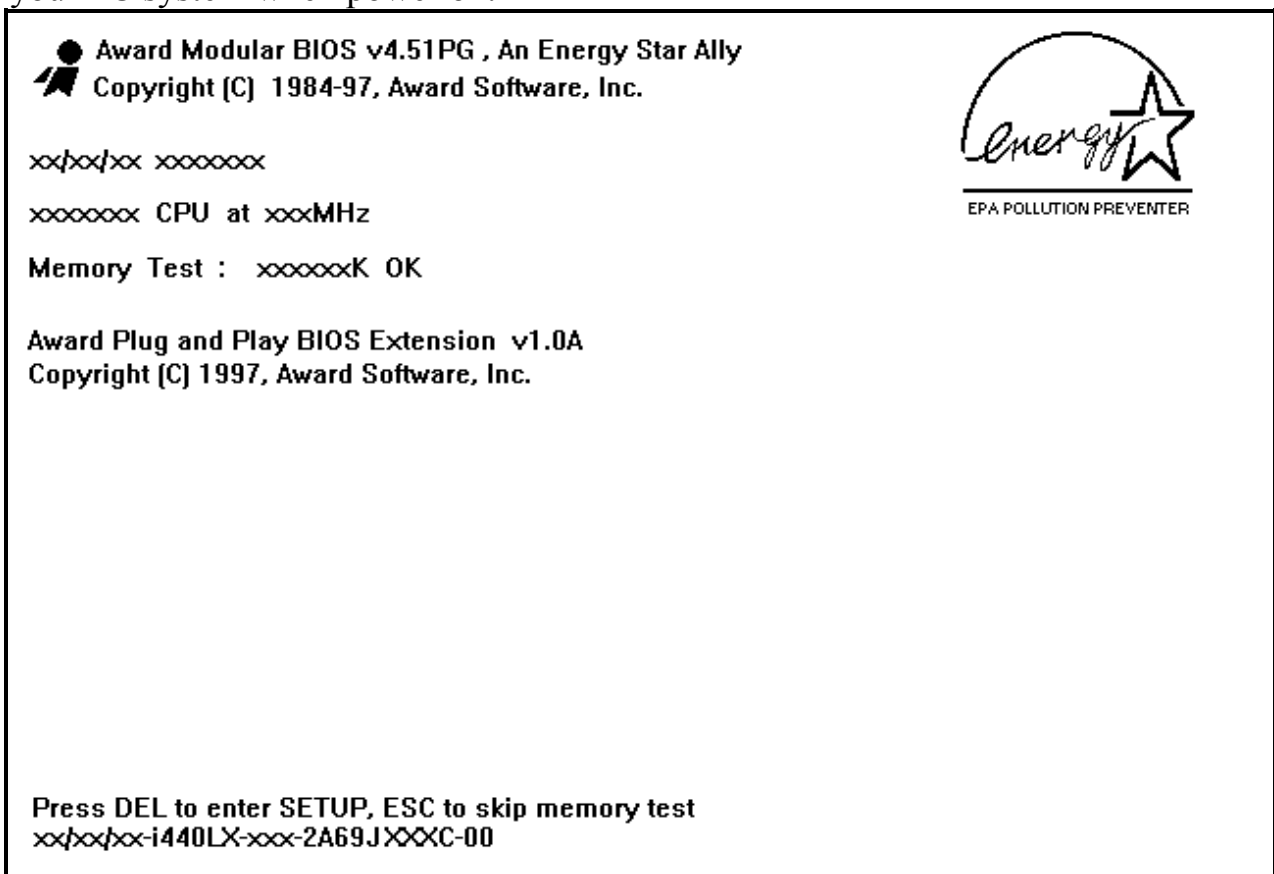 Award Modular BIOS v4.51PG , An Energy Star Ally
Copyright (C) 1984-97, Award Software, Inc.
energy
EPA POLLUTION PREVENTER
xx/xx/xx xxxxxxx
xxxxxxx CPU at xxxMHz
Memory Test : xxxxxxK OK
Award Plug and Play BIOS Extension v1.0A
Copyright (C) 1997, Award Software, Inc.
Press DEL to enter SETUP, ESC to skip memory test
xx/xx/xx-i440LX-xxx-2A69JXXXC-00